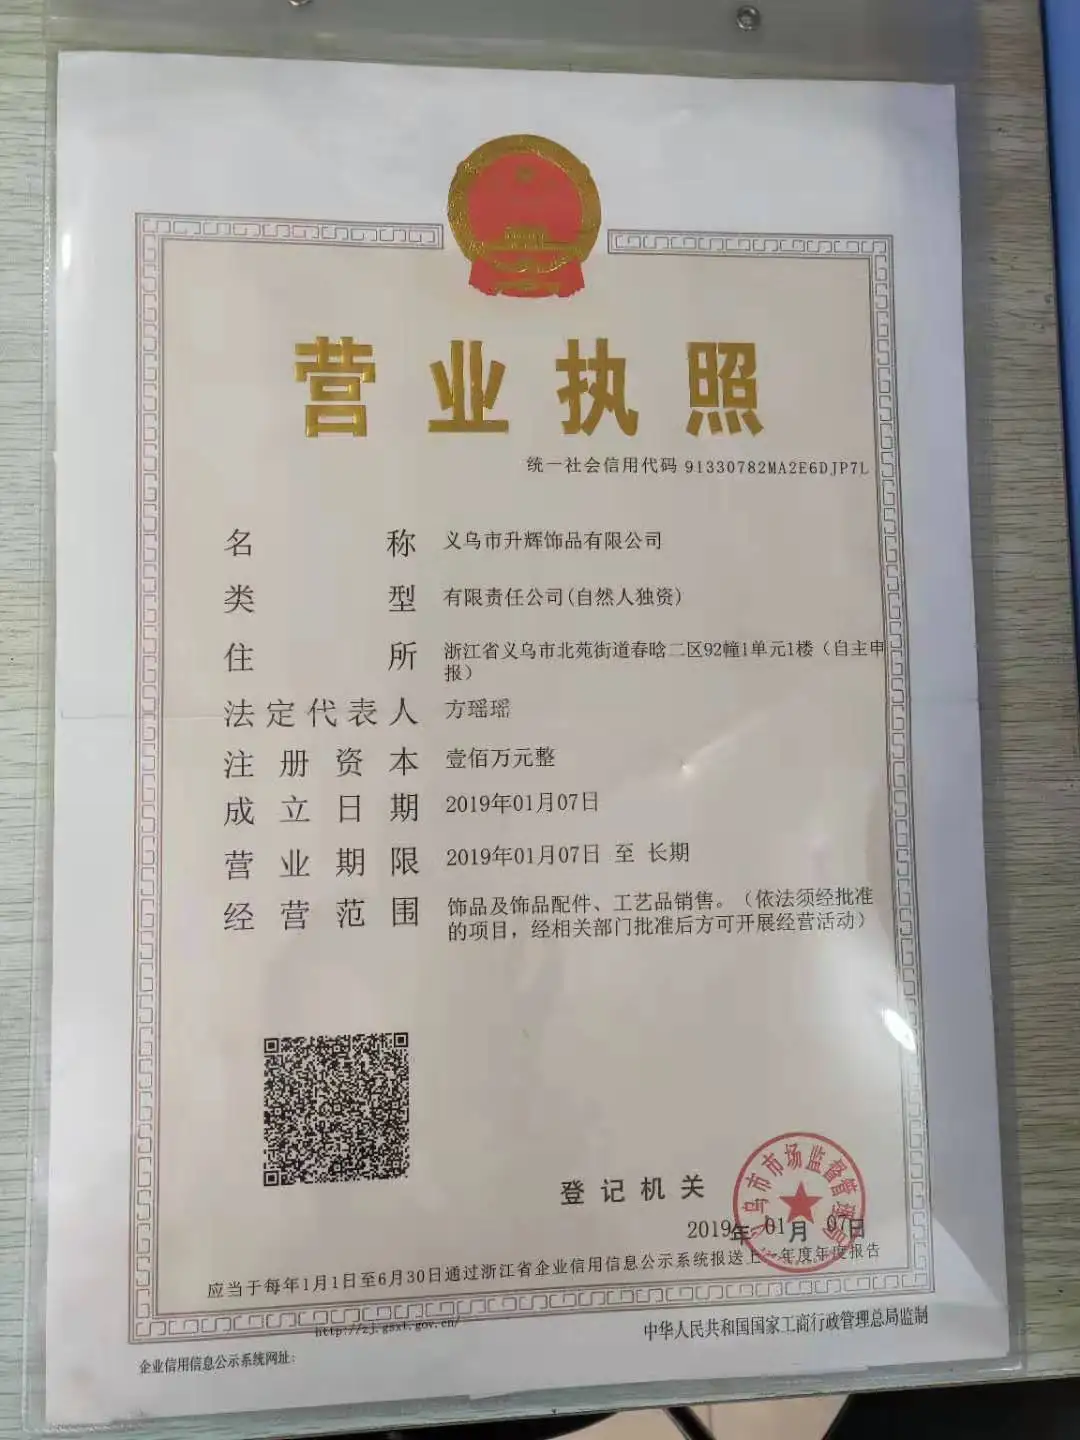 营业执照
统一社会信用代码 91330782MA2E6DJP7L
名称 义乌市升辉饰品有限公司
类型 有限责任公司(自然人独资)
住所 浙江省义乌市北苑街道春晗二区92幢1单元1楼（自主申
报）
法定代表人 方瑶瑶
注册资本 壹佰万元整
成立日期 2019年01月07日
营业期限 2019年01月07日 至 长期
经营范围 饰品及饰品配件、工艺品销售。（依法须经批准
的项目，经相关部门批准后方可开展经营活动）
登记机关
义乌市市场监督管理局
2019年 01月 07日
应当于每年1月1日至6月30日通过浙江省企业信用信息公示系统报送上一年度年度报告
http://zj.gsxt.gov.cn/
企业信用信息公示系统网址:
中华人民共和国国家工商行政管理总局监制